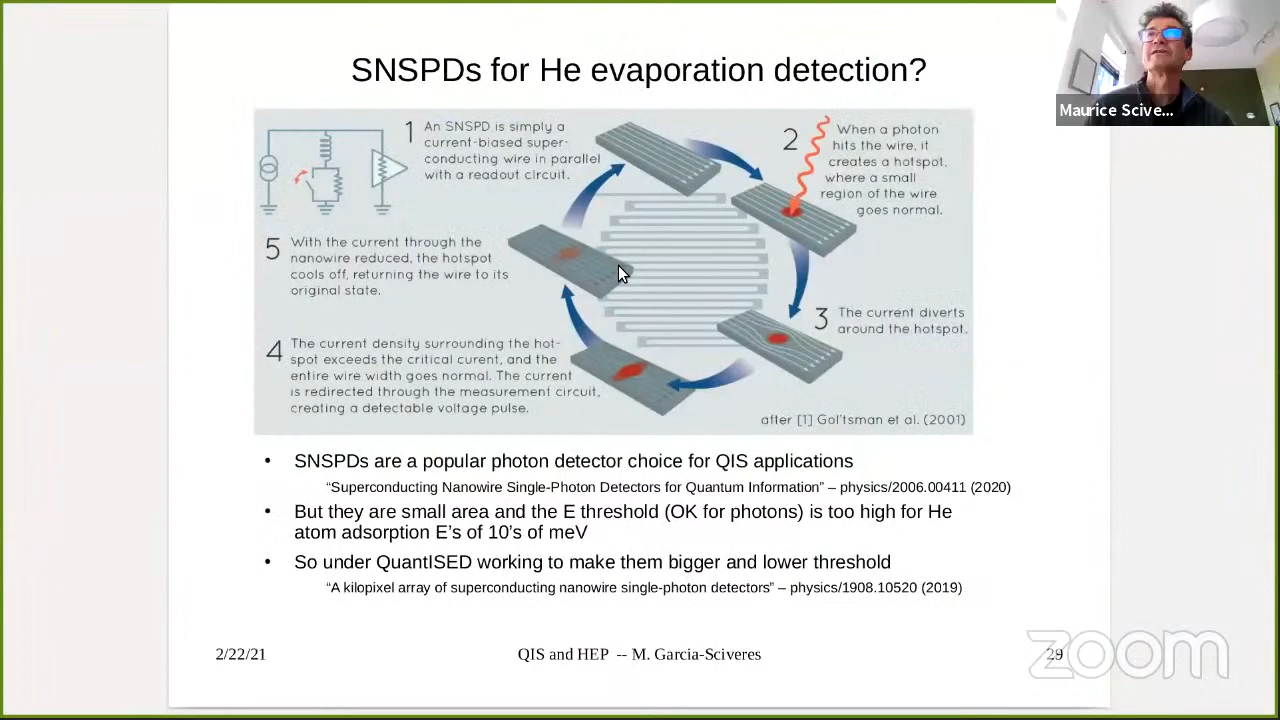 SNSPDs for He evaporation detection?
Maurice Scive...
1 An SNSPD is simply a
current-biased super-
conducting wire in parallel
with a readout circuit.
2 When a photon
hits the wire, it
creates a hotspot,
where a small
region of the wire
goes normal.
3 The current diverts
around the hotspot.
4 The current density surrounding the hot-
spot exceeds the critical curent, and the
entire wire width goes normal. The current
is redirected through the measurement circuit,
creating a detectable voltage pulse.
5 With the current through the
nanowire reduced, the hotspot
cools off, returning the wire to its
original state.
after [1] Gol'tsman et al. (2001)
• SNSPDs are a popular photon detector choice for QIS applications
“Superconducting Nanowire Single-Photon Detectors for Quantum Information” – physics/2006.00411 (2020)
• But they are small area and the E threshold (OK for photons) is too high for He
atom adsorption E’s of 10’s of meV
• So under QuantISED working to make them bigger and lower threshold
“A kilopixel array of superconducting nanowire single-photon detectors” – physics/1908.10520 (2019)
2/22/21
QIS and HEP -- M. Garcia-Sciveres
29
zoom